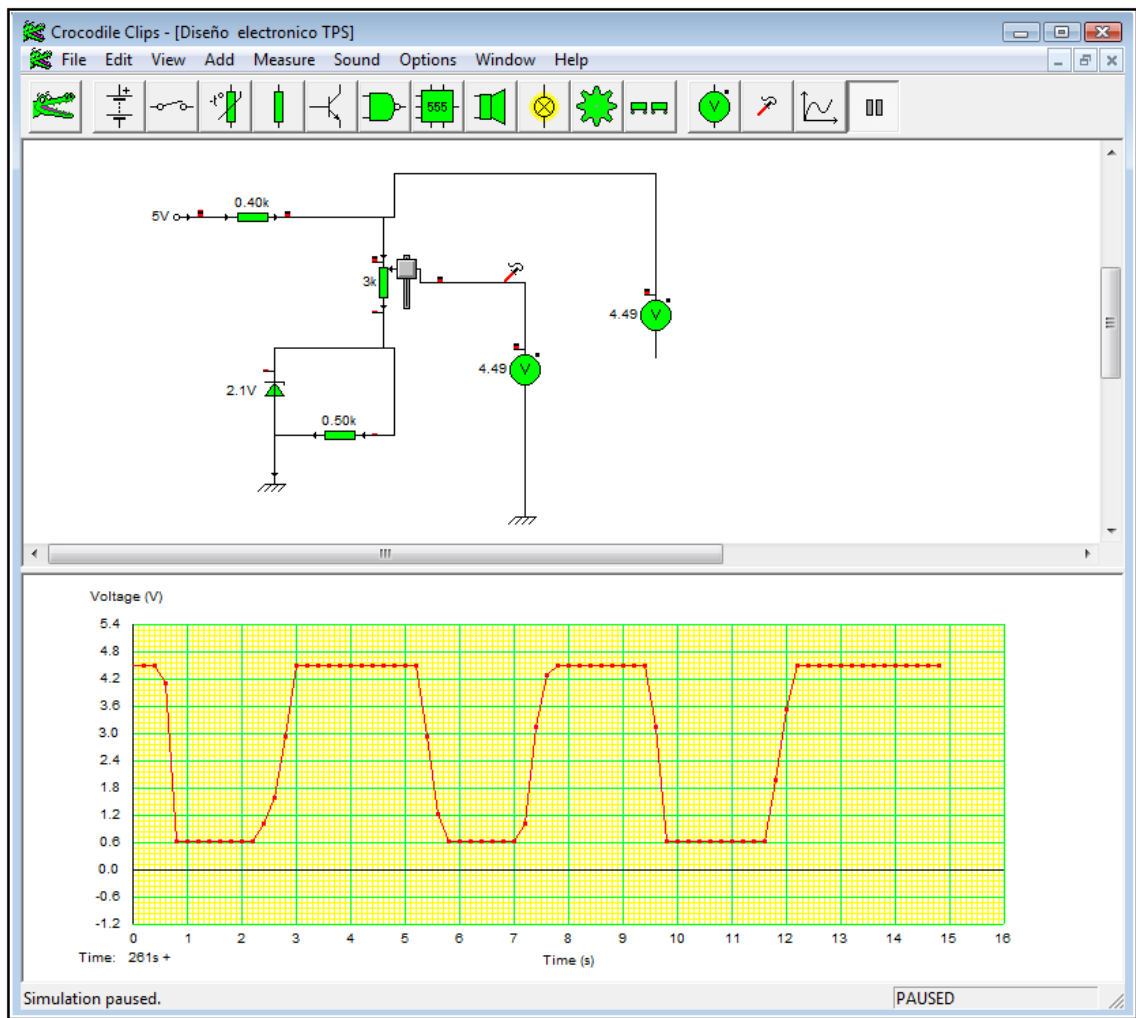 Crocodile Clips - [Diseño electronico TPS]
File Edit View Add Measure Sound Options Window Help
555
V
0.40k
5V
3k
4.49 V
4.49 V
2.1V
0.50k
Voltage (V)
5.4
4.8
4.2
3.6
3.0
2.4
1.8
1.2
0.6
0.0
-0.6
-1.2
0 1 2 3 4 5 6 7 8 9 10 11 12 13 14 15 16
Time: 261s + Time (s)
Simulation paused. PAUSED